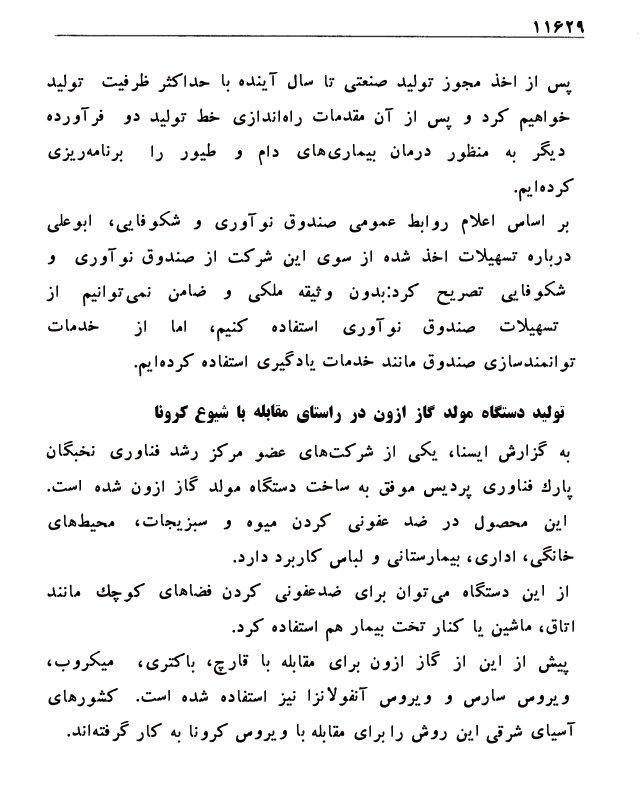 ۱۱۶۲۹
پس از اخذ مجوز تولید صنعتی تا سال آینده با حداکثر ظرفیت تولید
خواهیم کرد و پس از آن مقدمات راه‌اندازی خط تولید دو فرآورده
دیگر به منظور درمان بیماری‌های دام و طیور را برنامه‌ریزی
کرده‌ایم.
بر اساس اعلام روابط عمومی صندوق نوآوری و شکوفایی، ابوعلی
درباره تسهیلات اخذ شده از سوی این شرکت از صندوق نوآوری و
شکوفایی تصریح کرد:بدون وثیقه ملکی و ضامن نمی‌توانیم از
تسهیلات صندوق نوآوری استفاده کنیم، اما از خدمات
توانمندسازی صندوق مانند خدمات یادگیری استفاده کرده‌ایم.
تولید دستگاه مولد گاز ازون در راستای مقابله با شیوع کرونا
به گزارش ایسنا، یکی از شرکت‌های عضو مرکز رشد فناوری نخبگان
پارك فناوری پردیس موفق به ساخت دستگاه مولد گاز ازون شده است.
این محصول در ضد عفونی کردن میوه و سبزیجات، محیط‌های
خانگی، اداری، بیمارستانی و لباس کاربرد دارد.
از این دستگاه می‌توان برای ضدعفونی کردن فضاهای کوچك مانند
اتاق، ماشین یا کنار تخت بیمار هم استفاده کرد.
پیش از این از گاز ازون برای مقابله با قارچ، باکتری، میکروب،
ویروس سارس و ویروس آنفولانزا نیز استفاده شده است. کشورهای
آسیای شرقی این روش را برای مقابله با ویروس کرونا به کار گرفته‌اند.